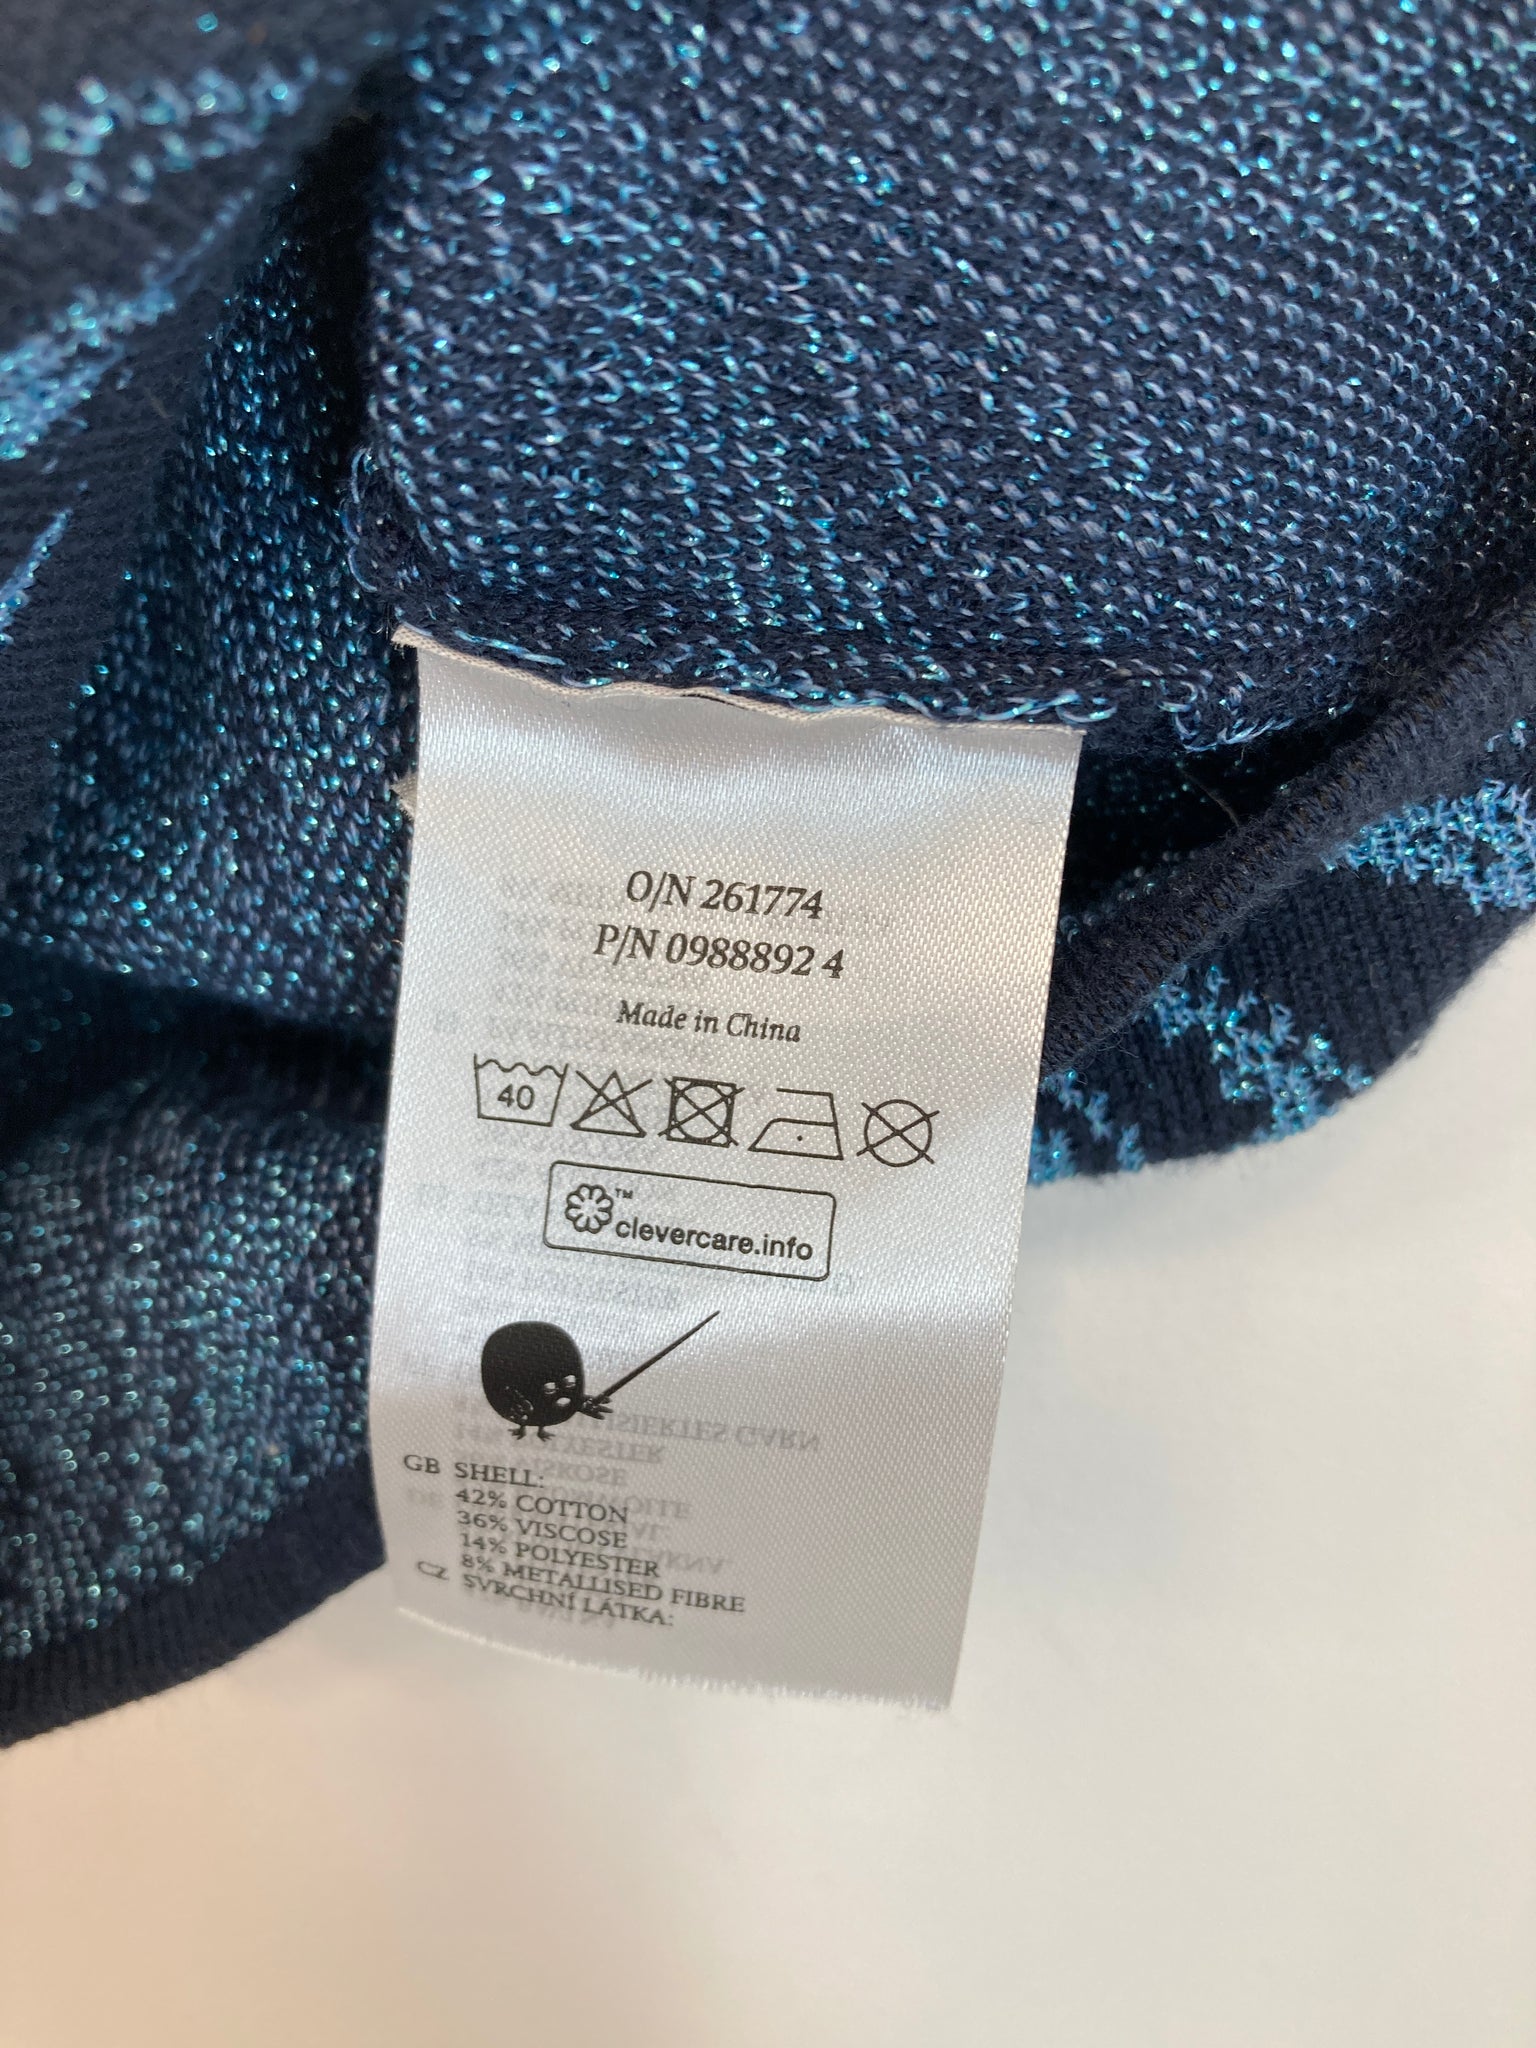 O/N 261774
P/N 0988892 4
Made in China
40
™
clevercare.info
GB SHELL:
42% COTTON
36% VISCOSE
14% POLYESTER
8% METALLISED FIBRE
CZ SVRCHNÍ LÁTKA: